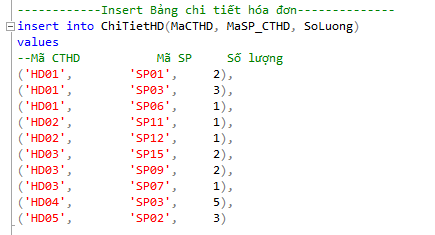 ------------Insert Bảng chi tiết hóa đơn--------------
insert into ChiTietHD(MaCTHD, MaSP_CTHD, SoLuong)
values
--Mã CTHD Mã SP Số lượng
('HD01', 'SP01', 2),
('HD01', 'SP03', 3),
('HD01', 'SP06', 1),
('HD02', 'SP11', 1),
('HD02', 'SP12', 1),
('HD03', 'SP15', 2),
('HD03', 'SP09', 2),
('HD03', 'SP07', 1),
('HD04', 'SP03', 5),
('HD05', 'SP02', 3)